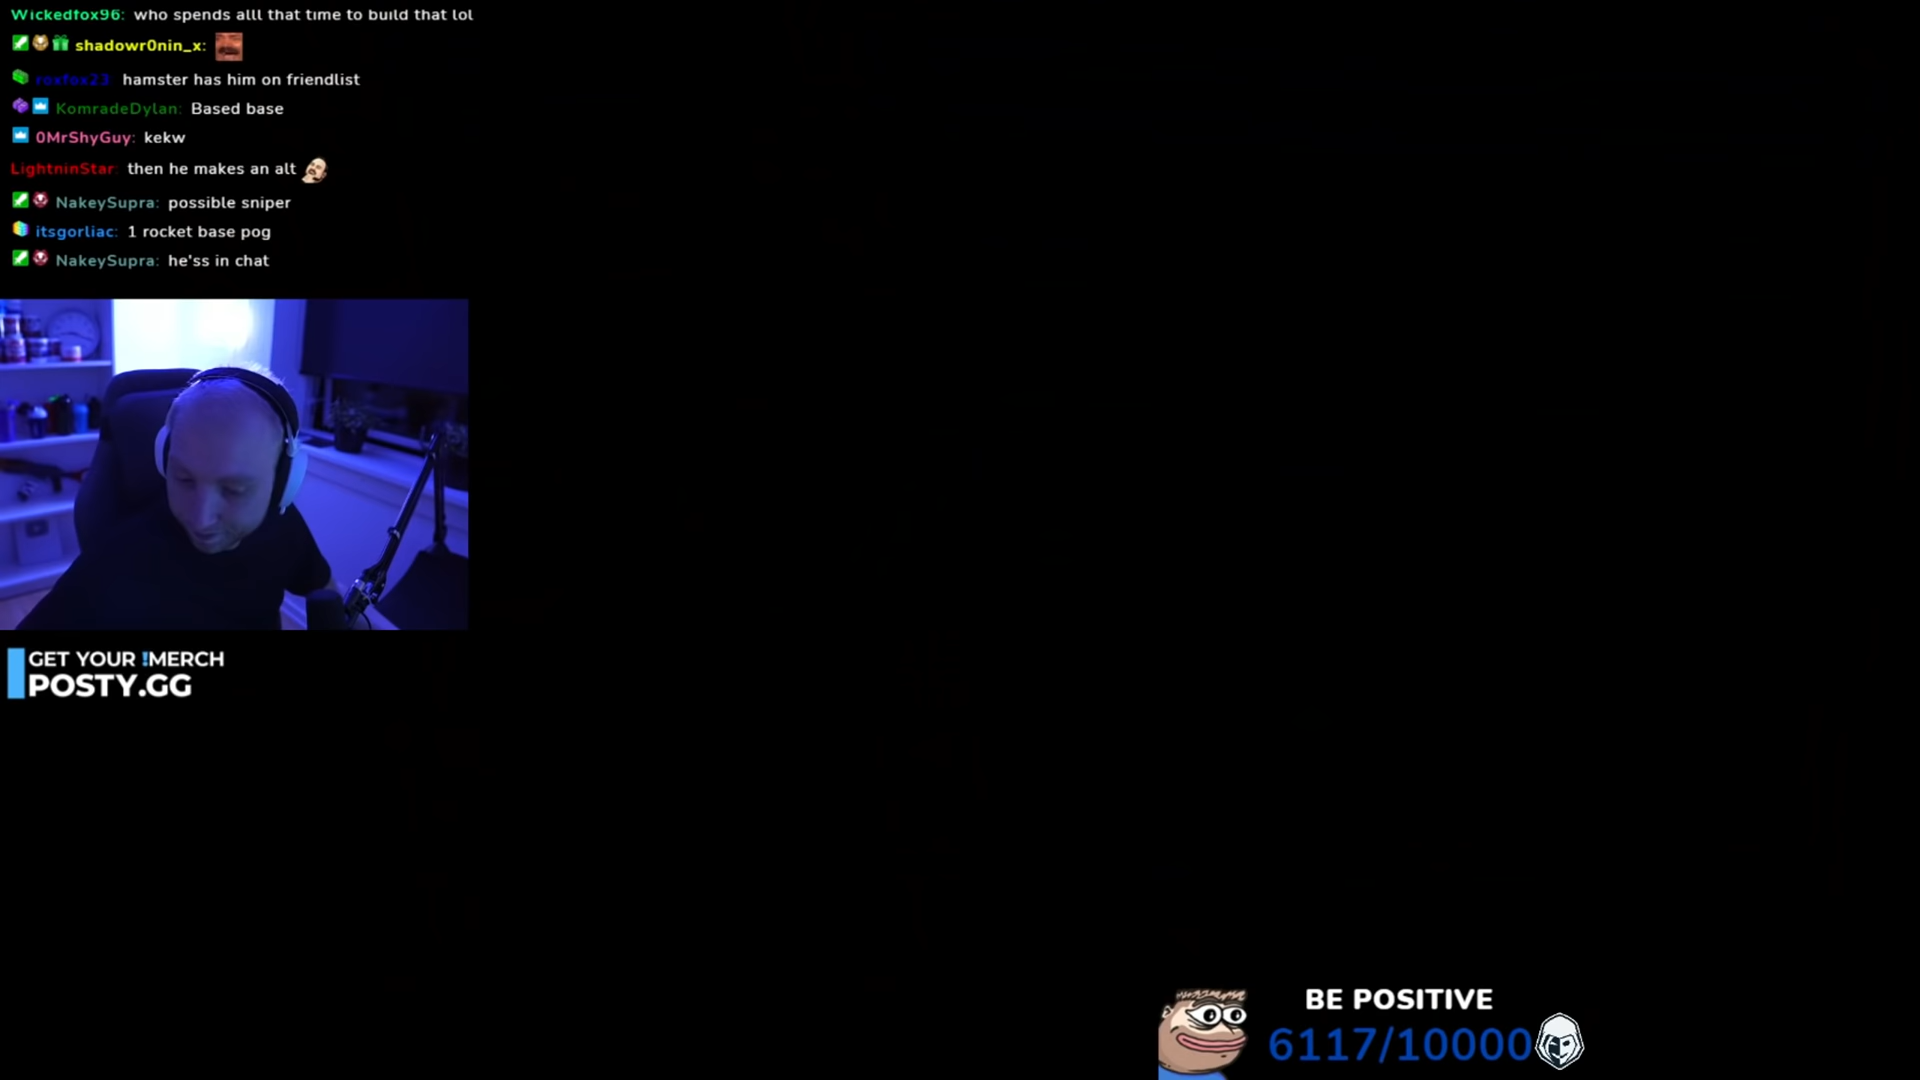 Wickedfox96: who spends alll that time to build that lol
shadowr0nin_x:
roxfox23 hamster has him on friendlist
KomradeDylan: Based base
0MrShyGuy: kekw
LightninStar: then he makes an alt
NakeySupra: possible sniper
itsgorliac: 1 rocket base pog
NakeySupra: he'ss in chat
GET YOUR !MERCH
POSTY.GG
BE POSITIVE
6117/10000